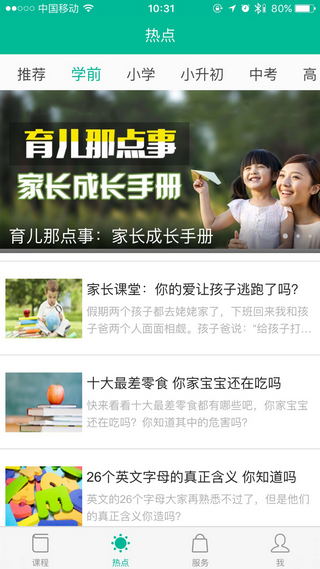 中国移动
10:31
80%
热点
推荐 学前 小学 小升初 中考 高
育儿那点事
家长成长手册
育儿那点事：家长成长手册
家长课堂：你的爱让孩子逃跑了吗?
假期两个孩子都去姥姥家了，下班回来我和孩
子爸两个人面面相觑。孩子爸说：“给孩子打...
十大最差零食 你家宝宝还在吃吗
快来看看十大最差零食都有哪些吧，你家宝宝
还在吃吗？你知道其中的危害吗?
26个英文字母的真正含义 你知道吗
英文的26个字母大家再熟悉不过了，但是他们
的真正含义你造吗?
课程 热点 服务 我